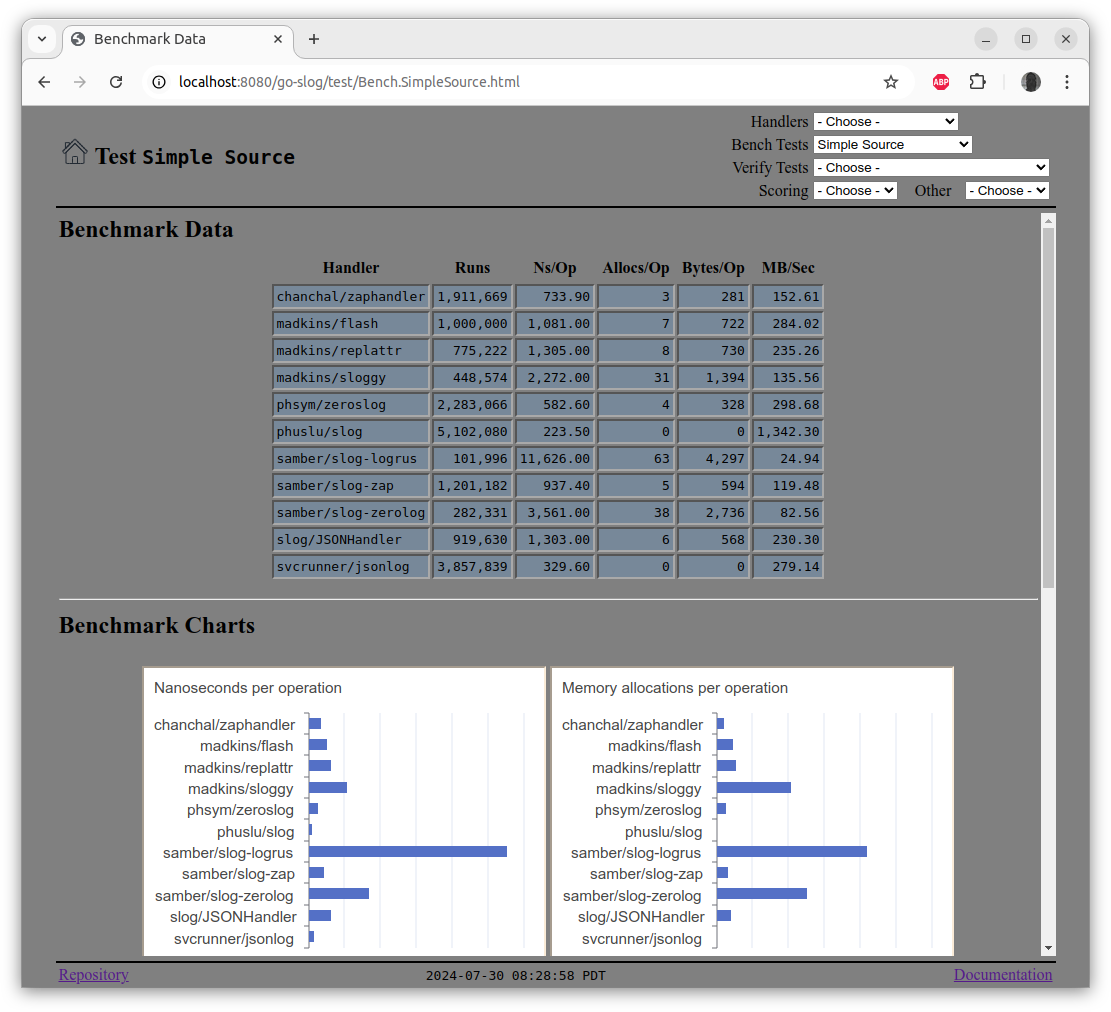 Benchmark Data
localhost:8080/go-slog/test/Bench.SimpleSource.html
ABP
Test Simple Source
Handlers - Choose -
Bench Tests Simple Source
Verify Tests - Choose -
Scoring - Choose - Other - Choose -
Benchmark Data
Handler Runs Ns/Op Allocs/Op Bytes/Op MB/Sec
chanchal/zaphandler 1,911,669 733.90 3 281 152.61
madkins/flash 1,000,000 1,081.00 7 722 284.02
madkins/replattr 775,222 1,305.00 8 730 235.26
madkins/sloggy 448,574 2,272.00 31 1,394 135.56
phsym/zeroslog 2,283,066 582.60 4 328 298.68
phuslu/slog 5,102,080 223.50 0 0 1,342.30
samber/slog-logrus 101,996 11,626.00 63 4,297 24.94
samber/slog-zap 1,201,182 937.40 5 594 119.48
samber/slog-zerolog 282,331 3,561.00 38 2,736 82.56
slog/JSONHandler 919,630 1,303.00 6 568 230.30
svcrunner/jsonlog 3,857,839 329.60 0 0 279.14
Benchmark Charts
Nanoseconds per operation
chanchal/zaphandler
madkins/flash
madkins/replattr
madkins/sloggy
phsym/zeroslog
phuslu/slog
samber/slog-logrus
samber/slog-zap
samber/slog-zerolog
slog/JSONHandler
svcrunner/jsonlog
Memory allocations per operation
chanchal/zaphandler
madkins/flash
madkins/replattr
madkins/sloggy
phsym/zeroslog
phuslu/slog
samber/slog-logrus
samber/slog-zap
samber/slog-zerolog
slog/JSONHandler
svcrunner/jsonlog
Repository 2024-07-30 08:28:58 PDT Documentation